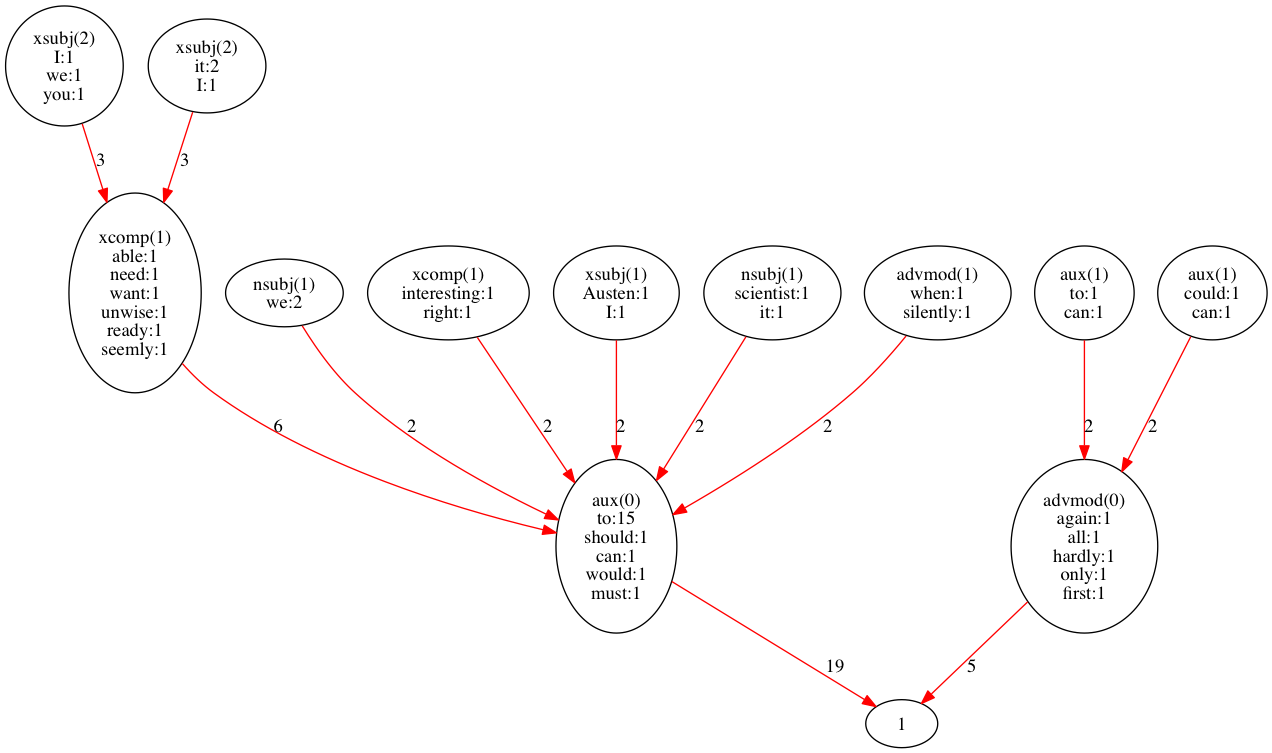 xsubj(2)
I:1
we:1
you:1
xsubj(2)
it:2
I:1
3
3
xcomp(1)
able:1
need:1
want:1
unwise:1
ready:1
seemly:1
nsubj(1)
we:2
xcomp(1)
interesting:1
right:1
xsubj(1)
Austen:1
I:1
nsubj(1)
scientist:1
it:1
advmod(1)
when:1
silently:1
aux(1)
to:1
can:1
aux(1)
could:1
can:1
6
2
2
2
2
2
2
2
aux(0)
to:15
should:1
can:1
would:1
must:1
advmod(0)
again:1
all:1
hardly:1
only:1
first:1
19
5
1